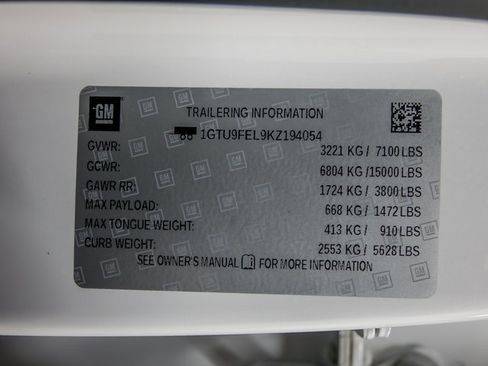 GM
TRAILERING INFORMATION
1GTU9FEL9KZ194054
GVWR: 3221 KG / 7100 LBS
GCWR: 6804 KG /15000 LBS
GAWR RR: 1724 KG / 3800 LBS
MAX PAYLOAD: 668 KG / 1472 LBS
MAX TONGUE WEIGHT: 413 KG / 910 LBS
CURB WEIGHT: 2553 KG / 5628 LBS
SEE OWNER'S MANUAL FOR MORE INFORMATION